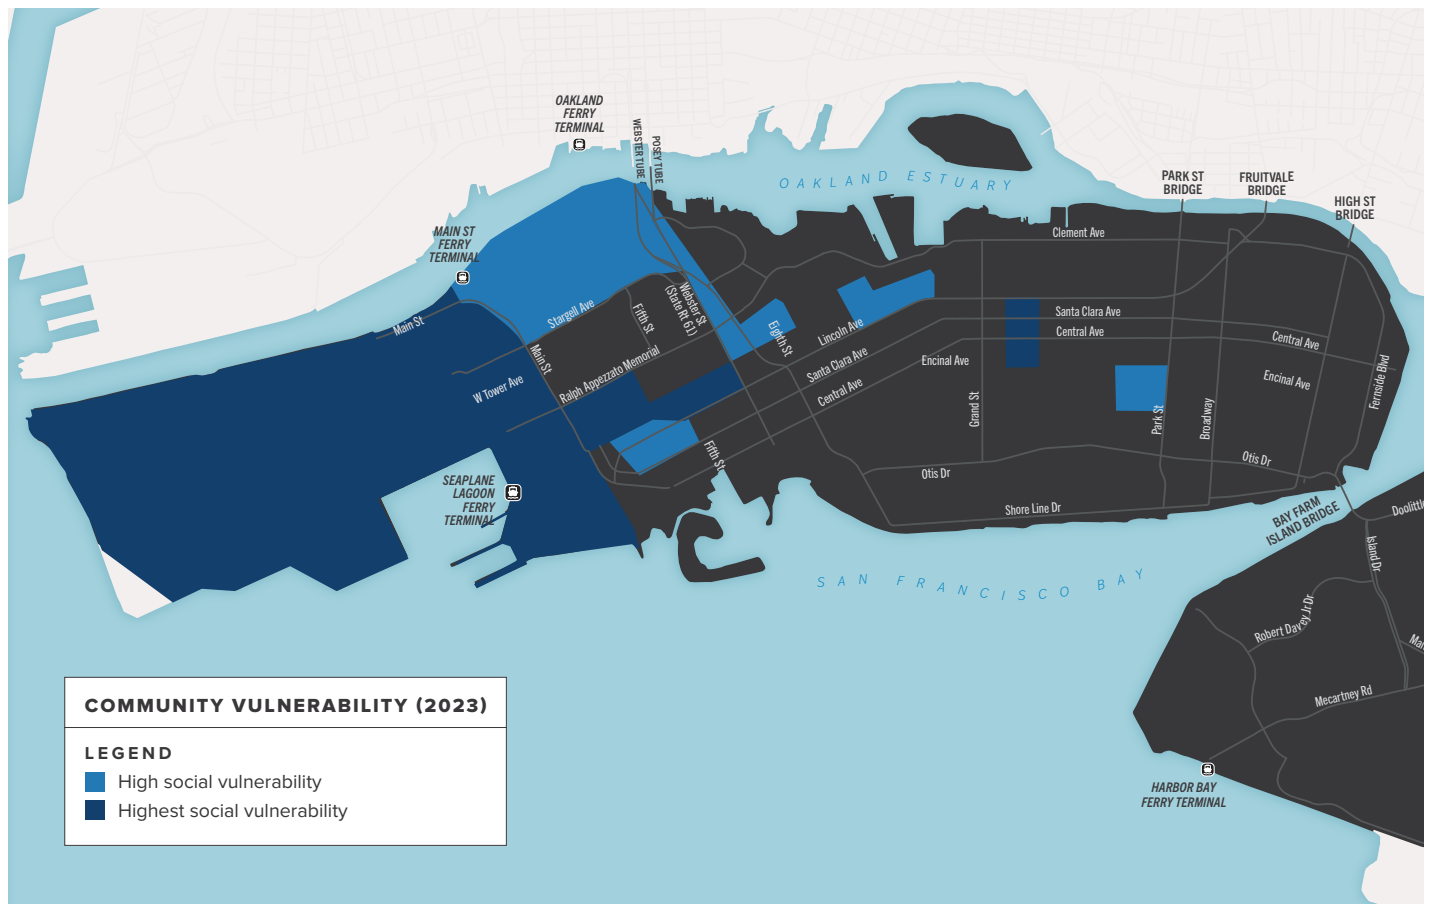 OAKLAND
FERRY
TERMINAL
WEBSTER TUBE
POSEY TUBE
OAKLAND ESTUARY
PARK ST
BRIDGE
FRUITVALE
BRIDGE
HIGH ST
BRIDGE
MAIN ST
FERRY
TERMINAL
Clement Ave
Main St
Stargell Ave
Fifth St
Webster St
(State Rt 61)
Eighth St
Lincoln Ave
Santa Clara Ave
Central Ave
Santa Clara Ave
Central Ave
Encinal Ave
Central Ave
Encinal Ave
Fernside Blvd
Main St
W Tower Ave
Ralph Appezzato Memorial
Grand St
Park St
Broadway
Fifth St
Otis Dr
Otis Dr
Shore Line Dr
SEAPLANE
LAGOON
FERRY
TERMINAL
BAY FARM
ISLAND BRIDGE
Doolittle
Island Dr
SAN FRANCISCO BAY
Robert Davey Jr Dr
Mecartney Rd
HARBOR BAY
FERRY TERMINAL
COMMUNITY VULNERABILITY (2023)
LEGEND
High social vulnerability
Highest social vulnerability